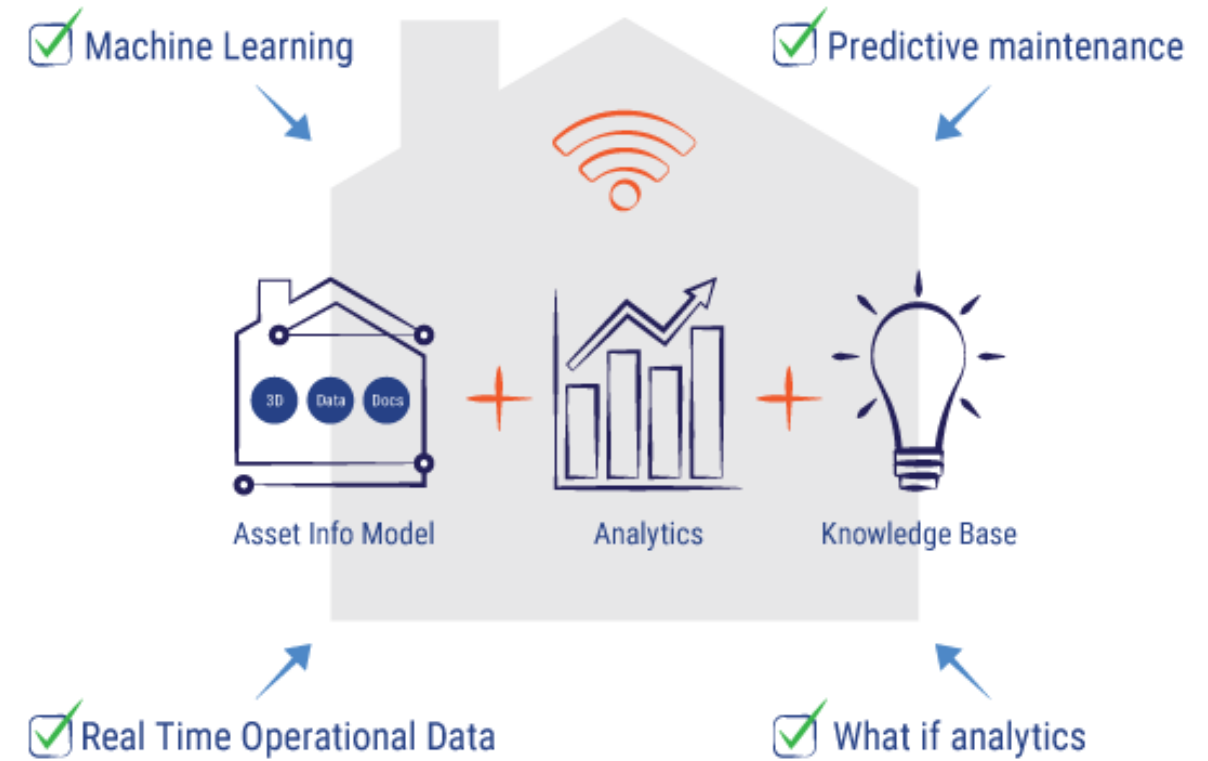 Machine Learning
Predictive maintenance
3D
Data
Docs
Asset Info Model
Analytics
Knowledge Base
Real Time Operational Data
What if analytics